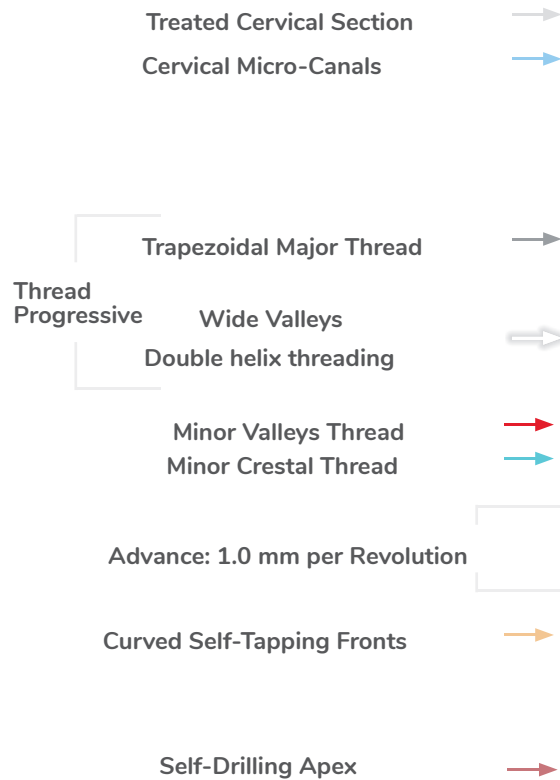 Treated Cervical Section
Cervical Micro-Canals
Trapezoidal Major Thread
Thread
Progressive
Wide Valleys
Double helix threading
Minor Valleys Thread
Minor Crestal Thread
Advance: 1.0 mm per Revolution
Curved Self-Tapping Fronts
Self-Drilling Apex